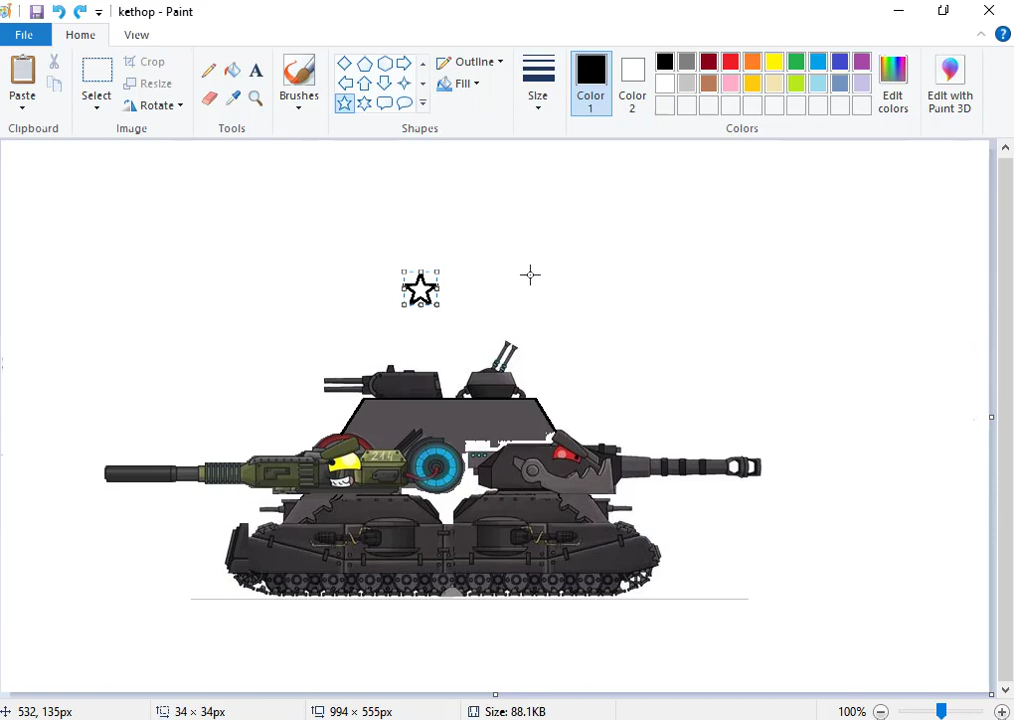 kethop - Paint
File
Home
View
Paste
Clipboard
Select
Crop
Resize
Rotate
Image
Tools
Brushes
Outline
Fill
Shapes
Size
Color
1
Color
2
Edit
colors
Colors
Edit with
Paint 3D
532, 135px
34 × 34px
994 × 555px
Size: 88.1KB
100%